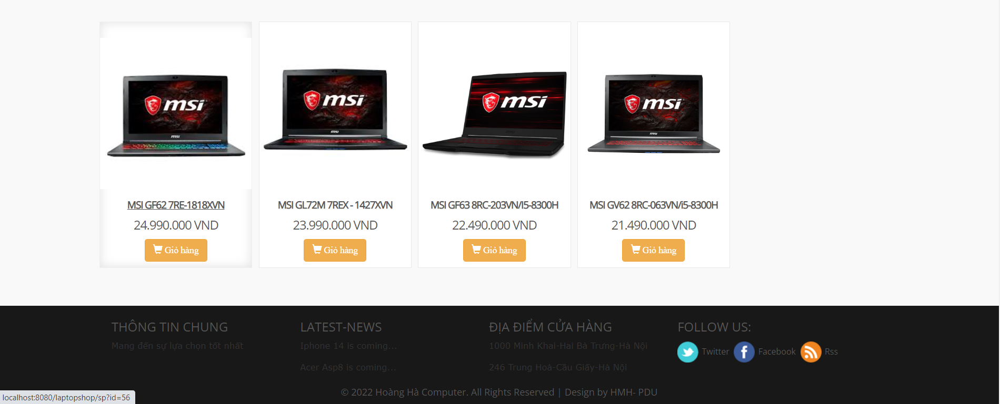 msi
msi
msi
msi
msi
msi
msi
MSI GF62 7RE-1818XVN
MSI GL72M 7REX - 1427XVN
MSI GF63 8RC-203VN/I5-8300H
MSI GV62 8RC-063VN/i5-8300H
24.990.000 VND
23.990.000 VND
22.490.000 VND
21.490.000 VND
Giỏ hàng
Giỏ hàng
Giỏ hàng
Giỏ hàng
THÔNG TIN CHUNG
Mang đến sự lựa chọn tốt nhất
LATEST-NEWS
Iphone 14 is coming...
Acer Asp8 is coming...
ĐỊA ĐIỂM CỬA HÀNG
1000 Minh Khai-Hai Bà Trưng-Hà Nội
246 Trung Hoà-Cầu Giấy-Hà Nội
FOLLOW US:
Twitter
Facebook
Rss
© 2022 Hoàng Hà Computer. All Rights Reserved | Design by HMH- PDU
localhost:8080/laptopshop/sp?id=56